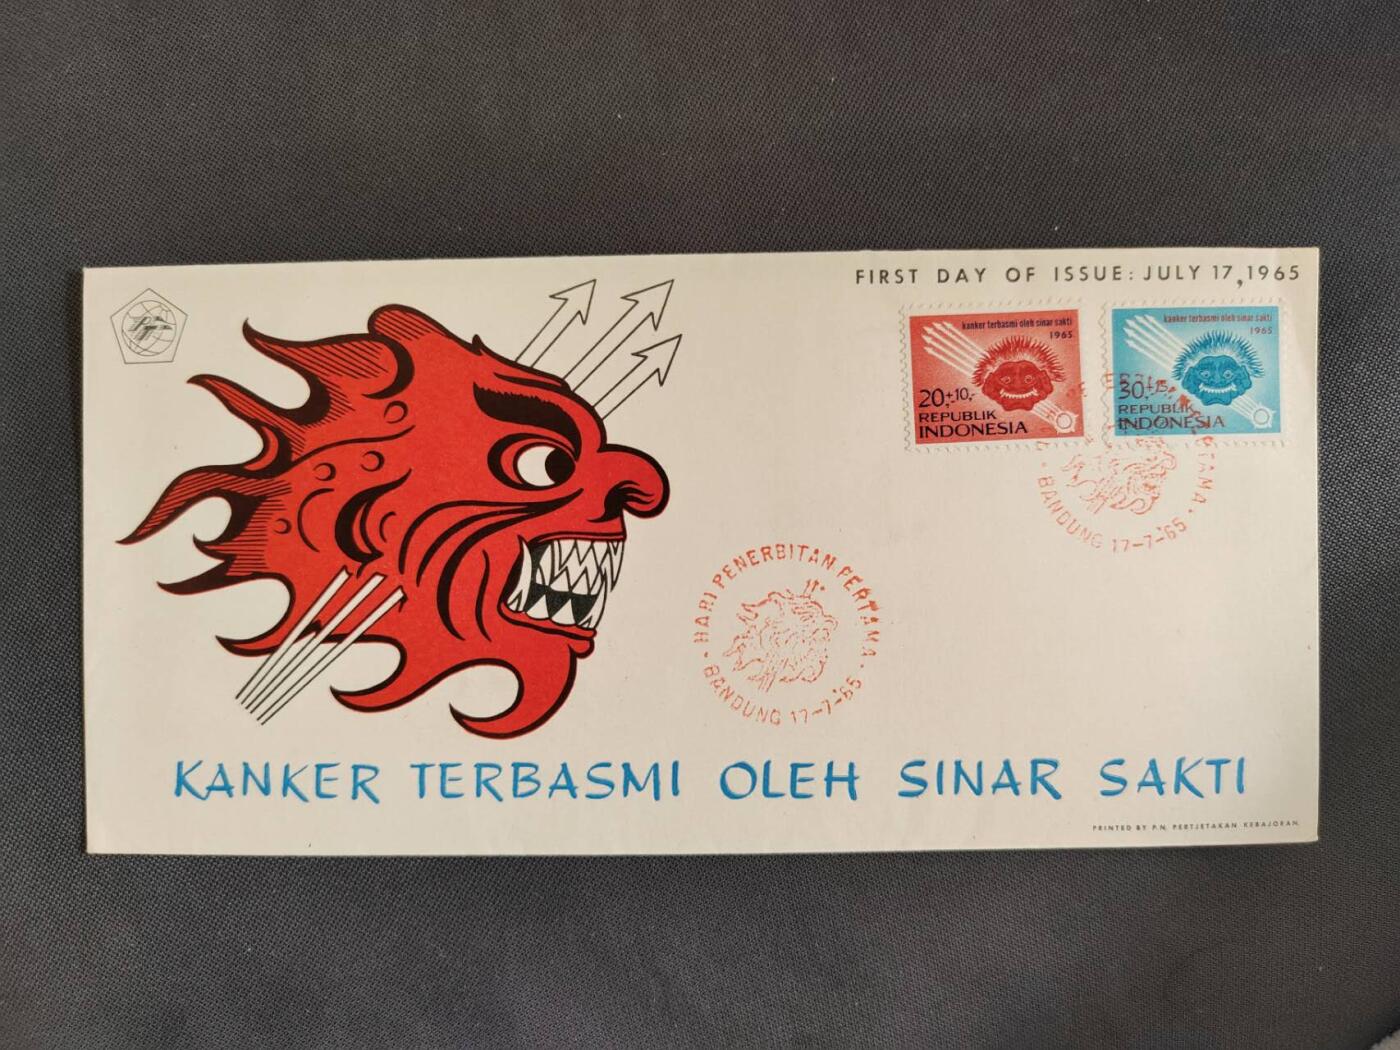 FIRST DAY OF ISSUE: JULY 17, 1965
kanker terbasmi oleh sinar sakti
1965
20+10,-
REPUBLIK
INDONESIA
kanker terbasmi oleh sinar sakti
1965
30+15,-
REPUBLIK
INDONESIA
BANDUNG 17-7-'65
HARI PENERBITAN PERTAMA
BANDUNG 17-7-'65
KANKER TERBASMI OLEH SINAR SAKTI
PRINTED BY P.N. PERTJETAKAN KEBAJORAN.